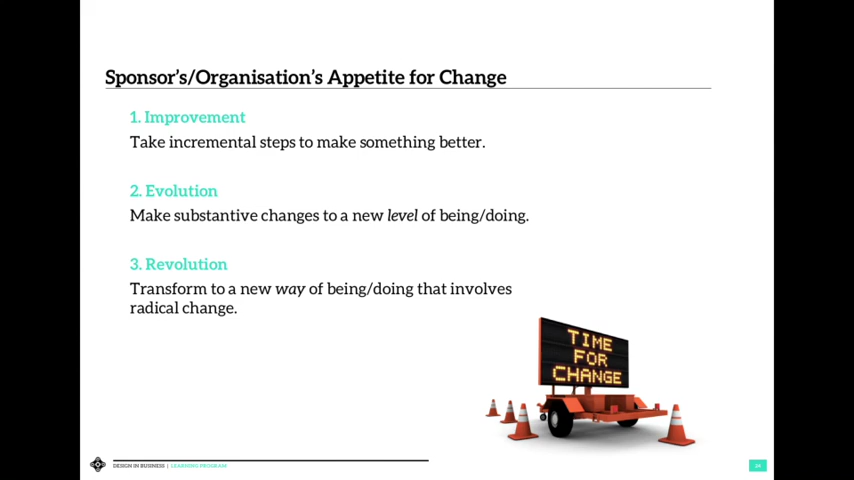 Sponsor's/Organisation's Appetite for Change
1. Improvement
Take incremental steps to make something better.
2. Evolution
Make substantive changes to a new level of being/doing.
3. Revolution
Transform to a new way of being/doing that involves
radical change.
TIME
FOR
CHANGE
DESIGN IN BUSINESS | LEARNING PROGRAM
24